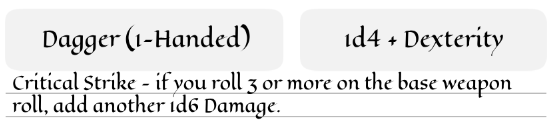 Dagger (1-Handed)
1d4 + Dexterity
Critical Strike - if you roll 3 or more on the base weapon
roll, add another 1d6 Damage.